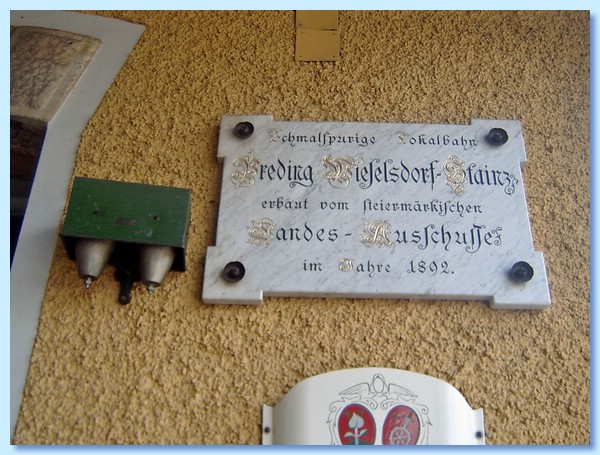 Schmalspurige Lokalbahn
Preding Wieselsdorf-Stainz
erbaut vom steiermärkischen
Landes-Ausschusse
im Jahre 1892.